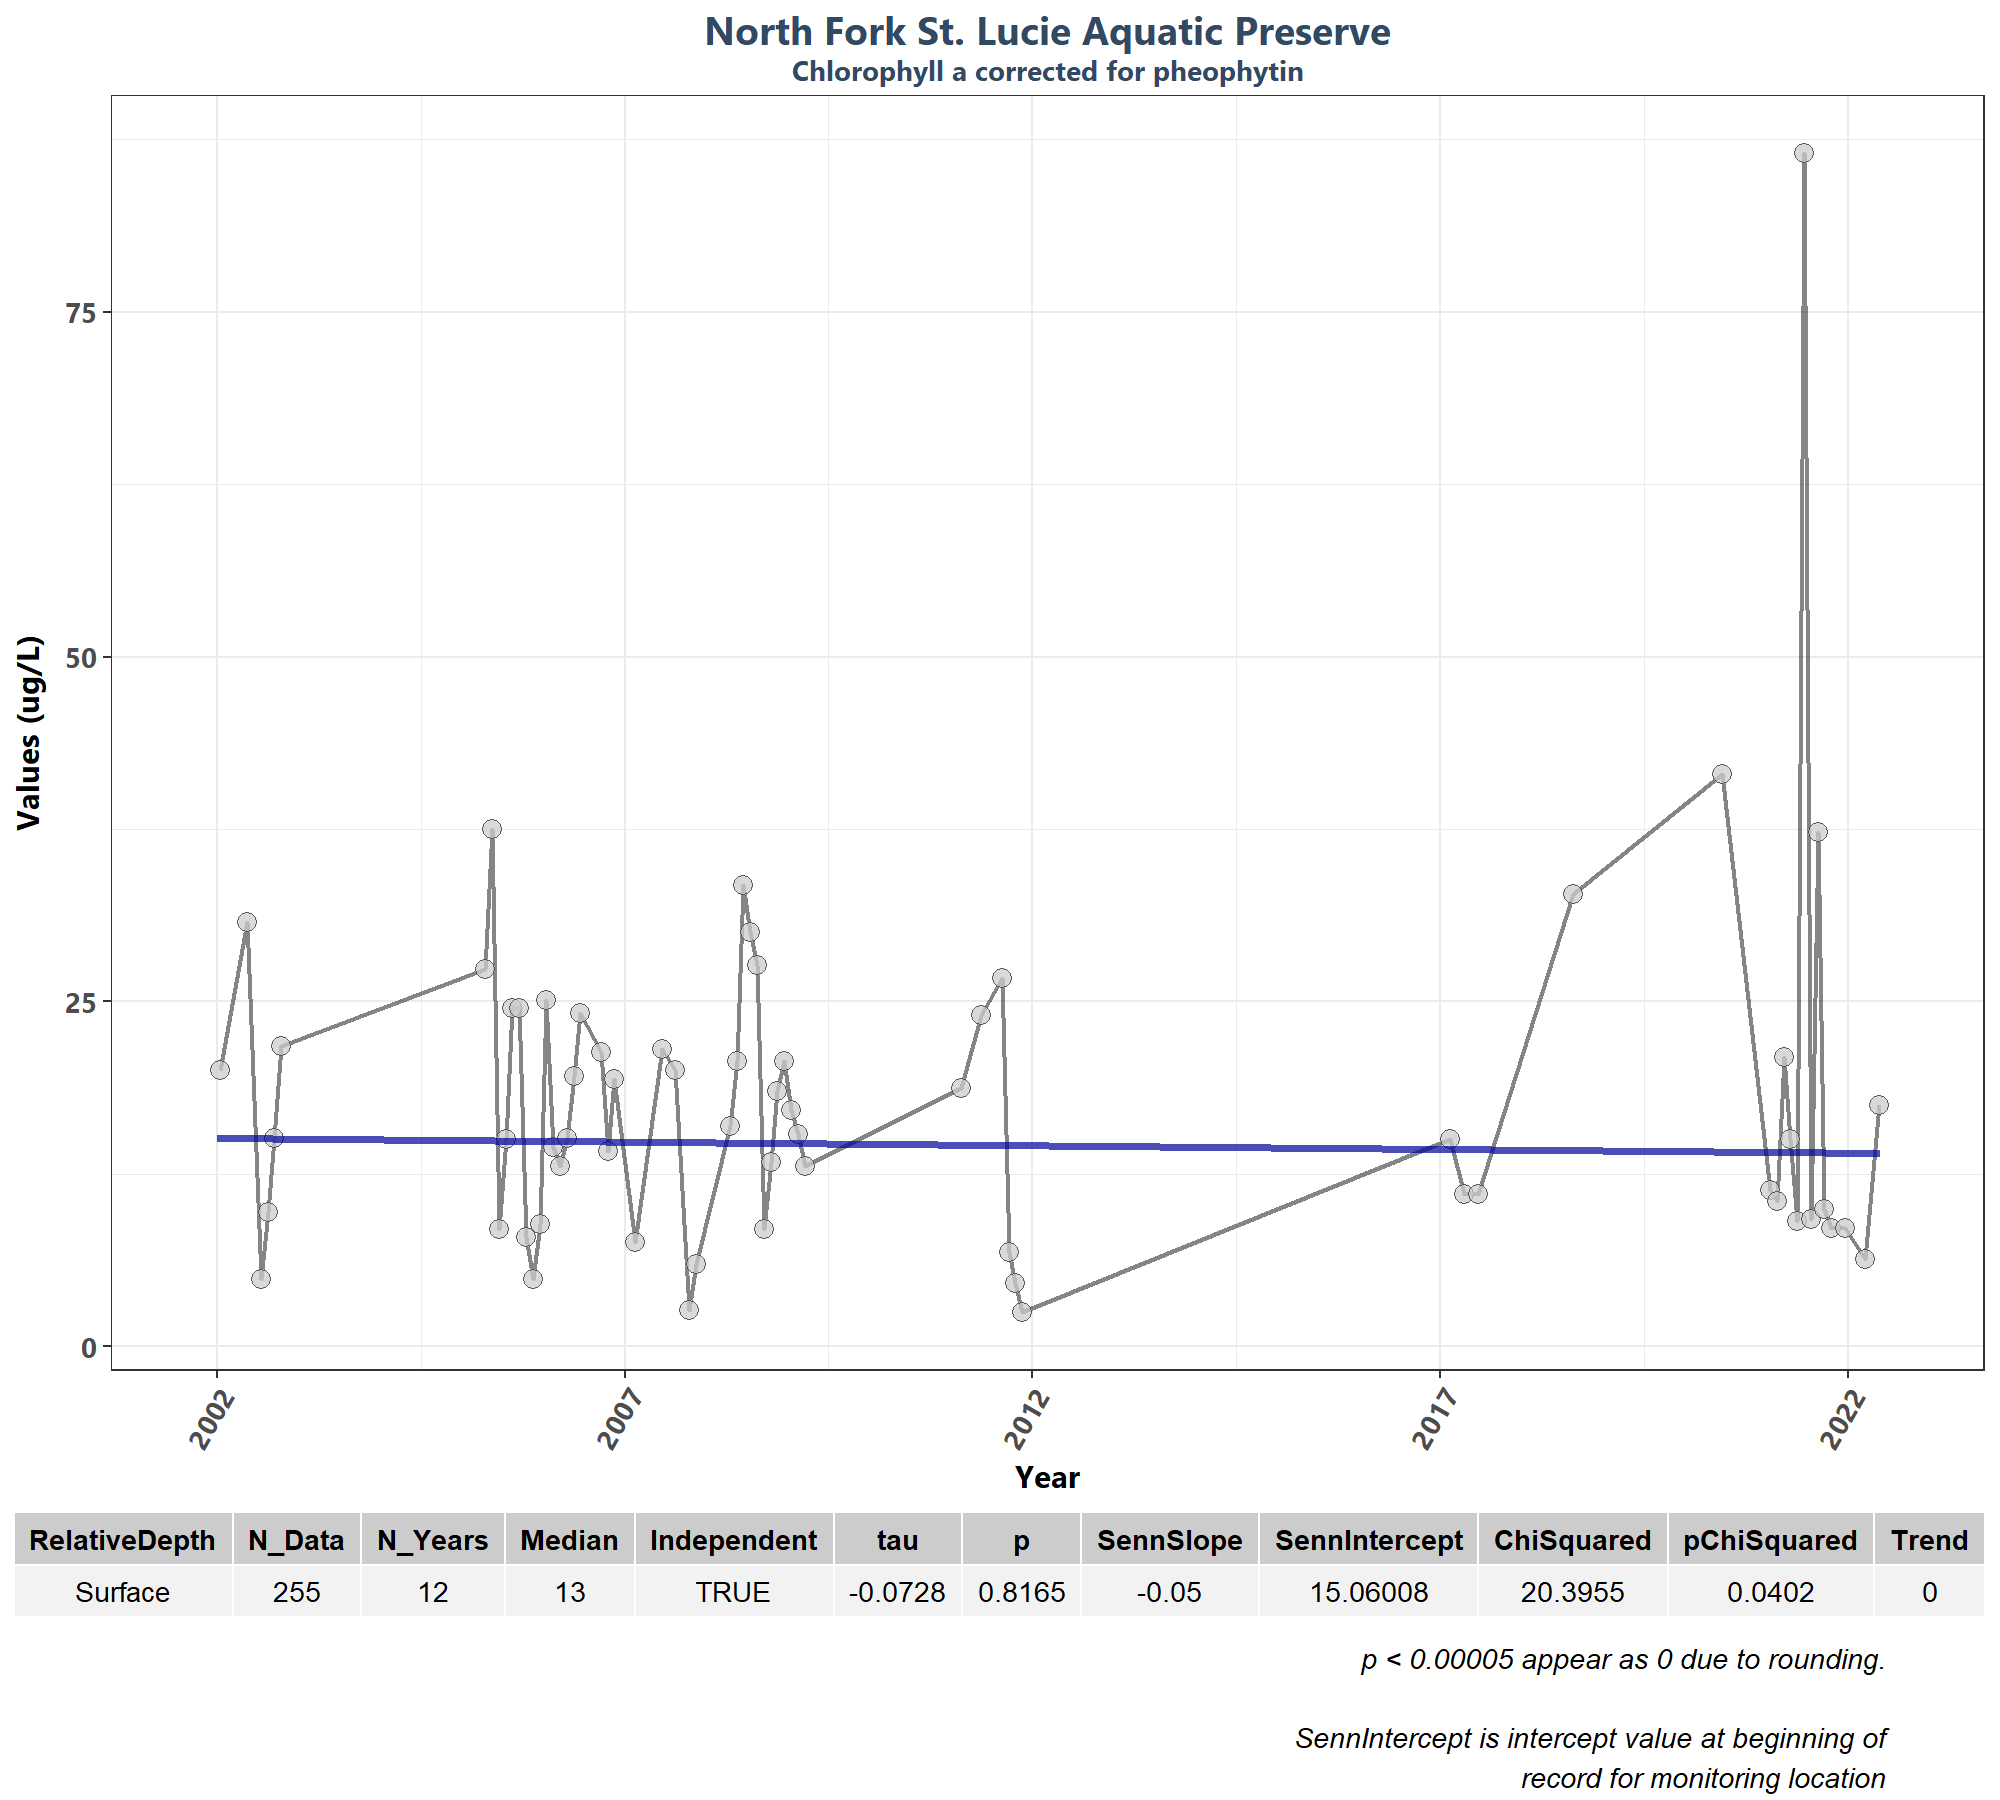 North Fork St. Lucie Aquatic Preserve
Chlorophyll a corrected for pheophytin
Values (ug/L)
75
50
25
0
2002 2007 2012 2017 2022
Year
RelativeDepth N_Data N_Years Median Independent tau p SennSlope SennIntercept ChiSquared pChiSquared Trend
Surface 255 12 13 TRUE -0.0728 0.8165 -0.05 15.06008 20.3955 0.0402 0
p < 0.00005 appear as 0 due to rounding.
SennIntercept is intercept value at beginning of
record for monitoring location